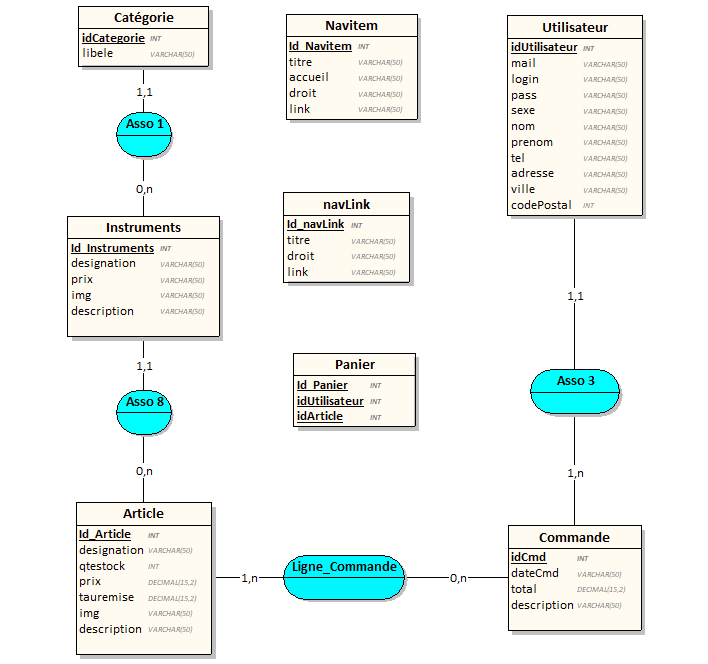 Catégorie
idCategorie INT
libele VARCHAR(50)
1,1
Asso 1
0,n
Instruments
Id_Instruments INT
designation VARCHAR(50)
prix VARCHAR(50)
img VARCHAR(50)
description VARCHAR(50)
1,1
Asso 8
0,n
Article
Id_Article INT
designation VARCHAR(50)
qtestock INT
prix DECIMAL(15,2)
tauremise DECIMAL(15,2)
img VARCHAR(50)
description VARCHAR(50)
Navitem
Id_Navitem INT
titre VARCHAR(50)
accueil VARCHAR(50)
droit VARCHAR(50)
link VARCHAR(50)
navLink
Id_navLink INT
titre VARCHAR(50)
droit VARCHAR(50)
link VARCHAR(50)
Panier
Id_Panier INT
idUtilisateur INT
idArticle INT
1,n
Ligne_Commande
0,n
Utilisateur
idUtilisateur INT
mail VARCHAR(50)
login VARCHAR(50)
pass VARCHAR(50)
sexe VARCHAR(50)
nom VARCHAR(50)
prenom VARCHAR(50)
tel VARCHAR(50)
adresse VARCHAR(50)
ville VARCHAR(50)
codePostal INT
1,1
Asso 3
1,n
Commande
idCmd INT
dateCmd VARCHAR(50)
total DECIMAL(15,2)
description VARCHAR(50)